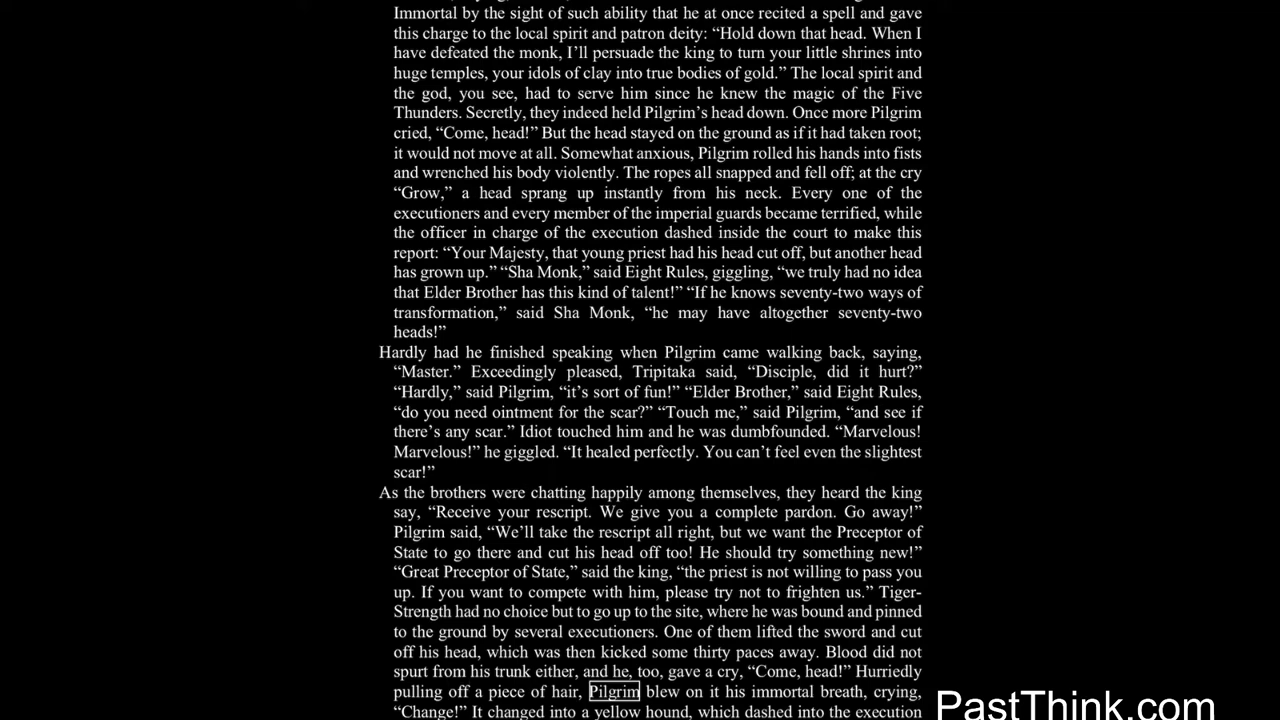 Immortal by the sight of such ability that he at once recited a spell and gave
this charge to the local spirit and patron deity: “Hold down that head. When I
have defeated the monk, I’ll persuade the king to turn your little shrines into
huge temples, your idols of clay into true bodies of gold.” The local spirit and
the god, you see, had to serve him since he knew the magic of the Five
Thunders. Secretly, they indeed held Pilgrim’s head down. Once more Pilgrim
cried, “Come, head!” But the head stayed on the ground as if it had taken root;
it would not move at all. Somewhat anxious, Pilgrim rolled his hands into fists
and wrenched his body violently. The ropes all snapped and fell off; at the cry
“Grow,” a head sprang up instantly from his neck. Every one of the
executioners and every member of the imperial guards became terrified, while
the officer in charge of the execution dashed inside the court to make this
report: “Your Majesty, that young priest had his head cut off, but another head
has grown up.” “Sha Monk,” said Eight Rules, giggling, “we truly had no idea
that Elder Brother has this kind of talent!” “If he knows seventy-two ways of
transformation,” said Sha Monk, “he may have altogether seventy-two
heads!”
Hardly had he finished speaking when Pilgrim came walking back, saying,
“Master.” Exceedingly pleased, Tripitaka said, “Disciple, did it hurt?”
“Hardly,” said Pilgrim, “it’s sort of fun!” “Elder Brother,” said Eight Rules,
“do you need ointment for the scar?” “Touch me,” said Pilgrim, “and see if
there’s any scar.” Idiot touched him and he was dumbfounded. “Marvelous!
Marvelous!” he giggled. “It healed perfectly. You can’t feel even the slightest
scar!”
As the brothers were chatting happily among themselves, they heard the king
say, “Receive your rescript. We give you a complete pardon. Go away!”
Pilgrim said, “We’ll take the rescript all right, but we want the Preceptor of
State to go there and cut his head off too! He should try something new!”
“Great Preceptor of State,” said the king, “the priest is not willing to pass you
up. If you want to compete with him, please try not to frighten us.” Tiger-
Strength had no choice but to go up to the site, where he was bound and pinned
to the ground by several executioners. One of them lifted the sword and cut
off his head, which was then kicked some thirty paces away. Blood did not
spurt from his trunk either, and he, too, gave a cry, “Come, head!” Hurriedly
pulling off a piece of hair, Pilgrim blew on it his immortal breath, crying,
“Change!” It changed into a yellow hound, which dashed into the execution
PastThink.com